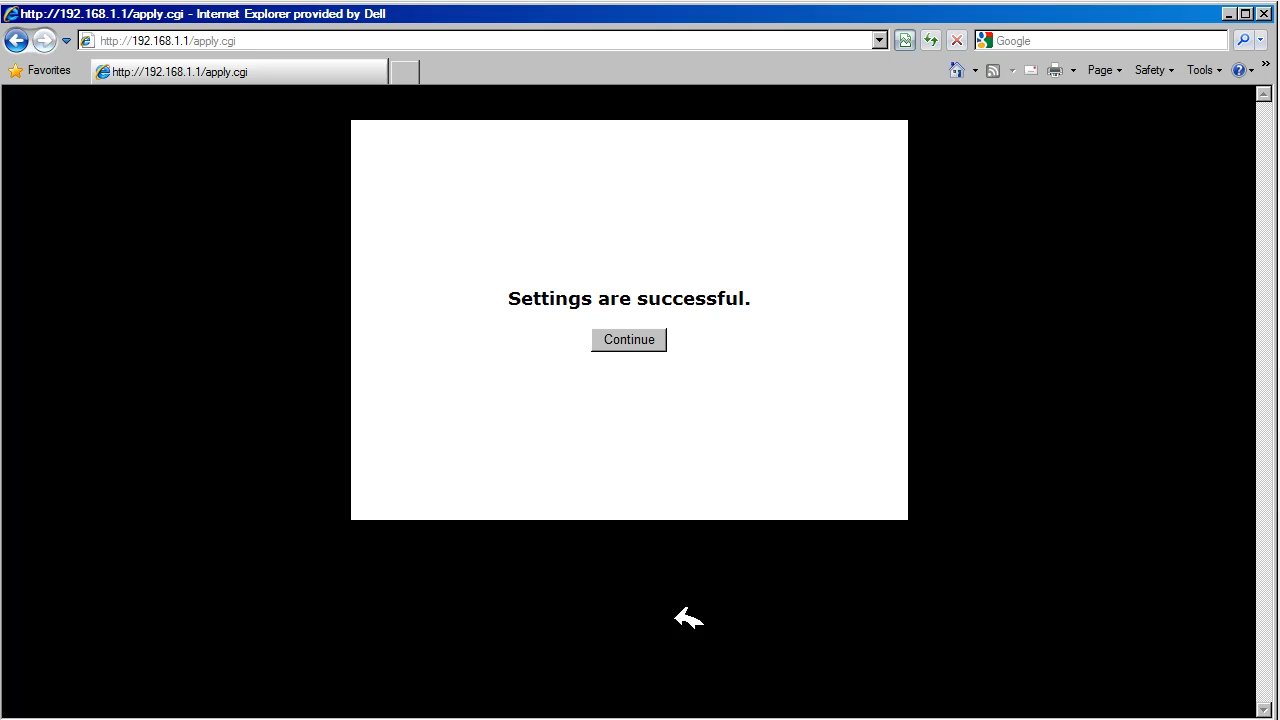 http://192.168.1.1/apply.cgi - Internet Explorer provided by Dell
http://192.168.1.1/apply.cgi
Google
Favorites
http://192.168.1.1/apply.cgi
Page
Safety
Tools
Settings are successful.
Continue